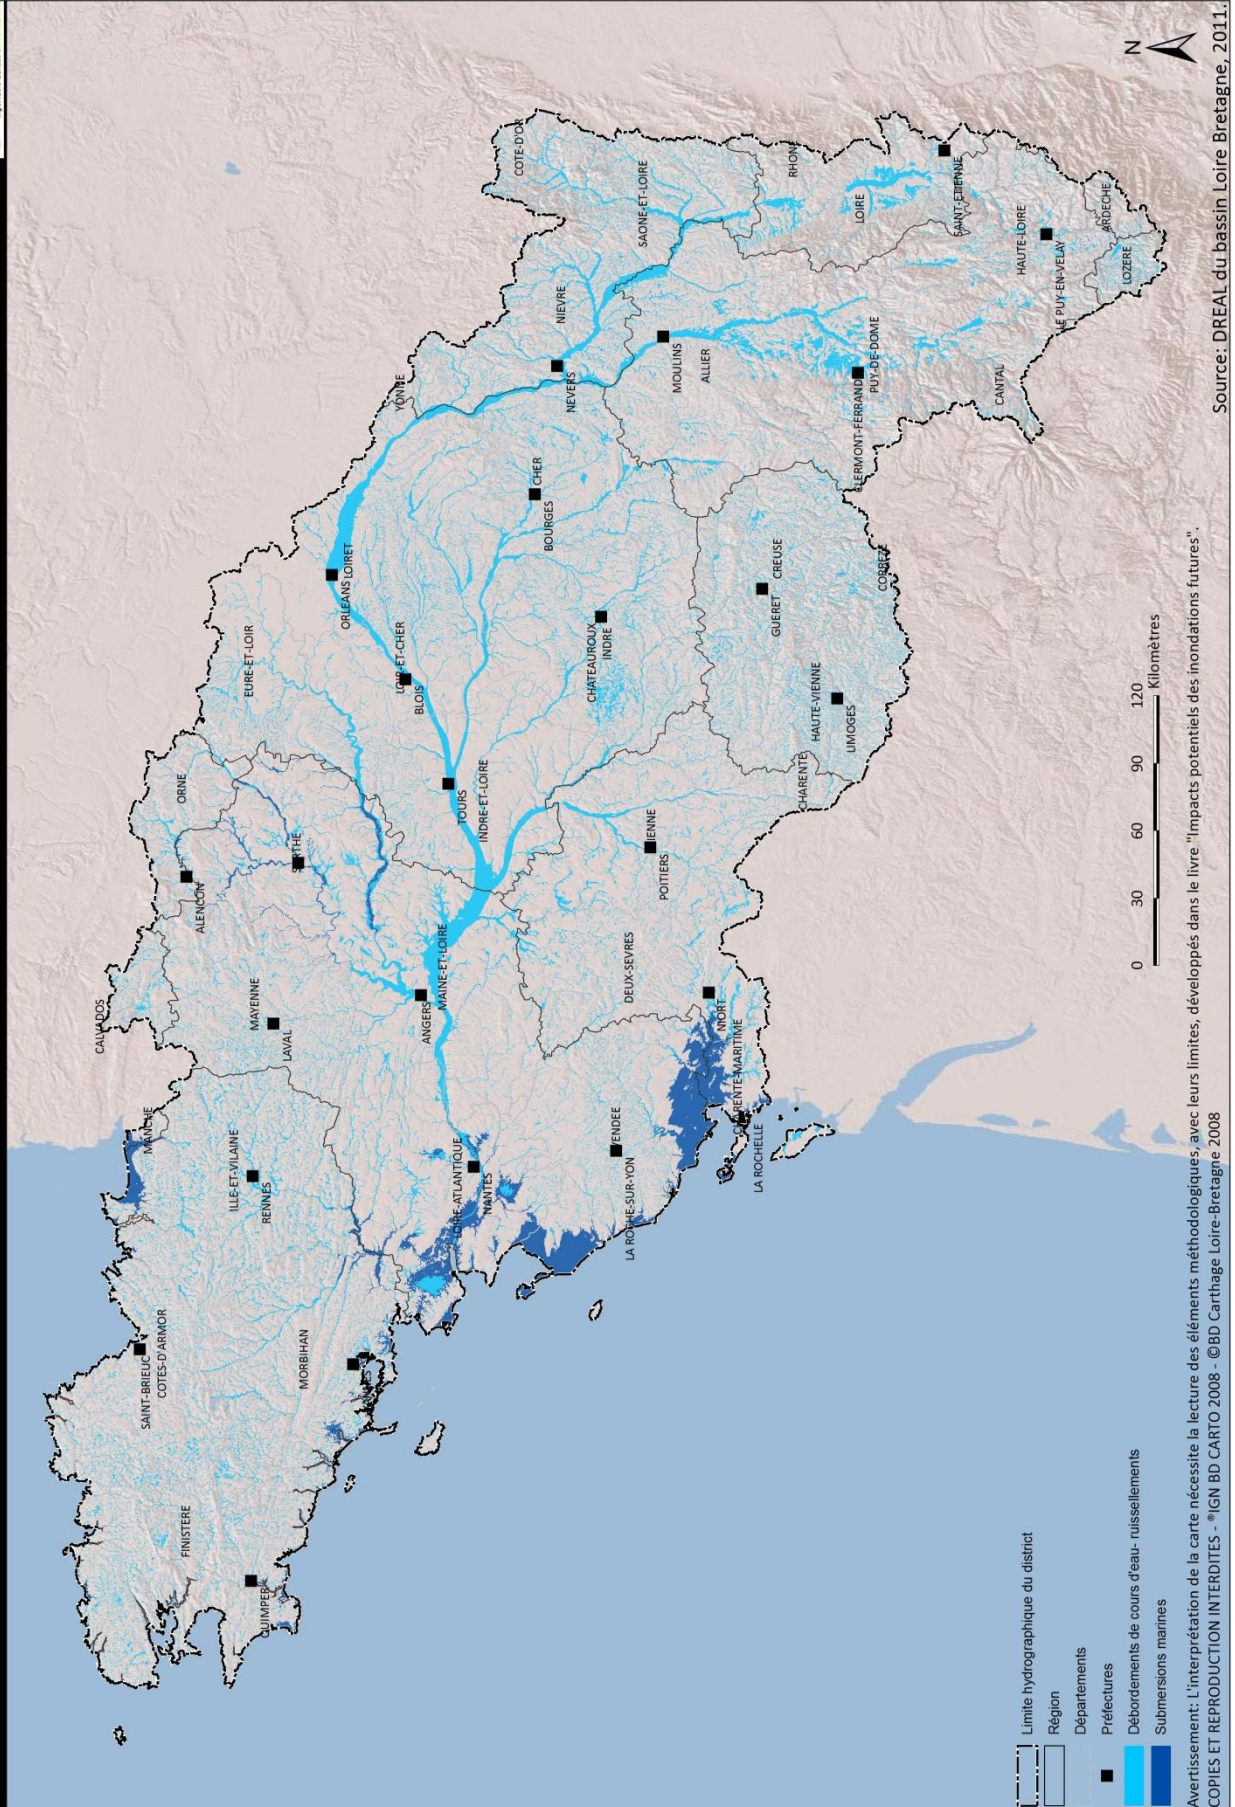 N
COTE-D'OR
SAONE-ET-LOIRE
RHONE
LOIRE
SAINT-ETIENNE
HAUTE-LOIRE
LE PUY-EN-VELAY
ARDECHE
LOZERE
NIEVRE
YONNE
NEVERS
MOULINS
ALLIER
CLERMONT-FERRAND
PUY-DE-DOME
CANTAL
CHER
BOURGES
ORLEANS
LOIRET
LOIR-ET-CHER
BLOIS
EURE-ET-LOIR
CHATEAUROUX
INDRE
GUERET
CREUSE
CORREZE
HAUTE-VIENNE
LIMOGES
CHARENTE
TOURS
INDRE-ET-LOIRE
ORNE
ALENCON
POITIERS
DEUX-SEVRES
MAINE-ET-LOIRE
ANGERS
CALVADOS
MAYENNE
LAVAL
NIORT
CHARENTE-MARITIME
LA ROCHELLE
VENDEE
LA ROCHE-SUR-YON
LOIRE-ATLANTIQUE
NANTES
MANCHE
ILLE-ET-VILAINE
RENNES
SAINT-BRIEUC
COTES-D'ARMOR
MORBIHAN
FINISTERE
QUIMPER
0 30 60 90 120
Kilomètres
Limite hydrographique du district
Région
Départements
Préfectures
Débordements de cours d'eau- ruissellements
Submersions marines
Source: DREAL du bassin Loire Bretagne, 2011.
Avertissement: L'interprétation de la carte nécessite la lecture des éléments méthodologiques, avec leurs limites, développés dans le livre "Impacts potentiels des inondations futures".
COPIES ET REPRODUCTION INTERDITES - ®IGN BD CARTO 2008 - ©BD Carthage Loire-Bretagne 2008